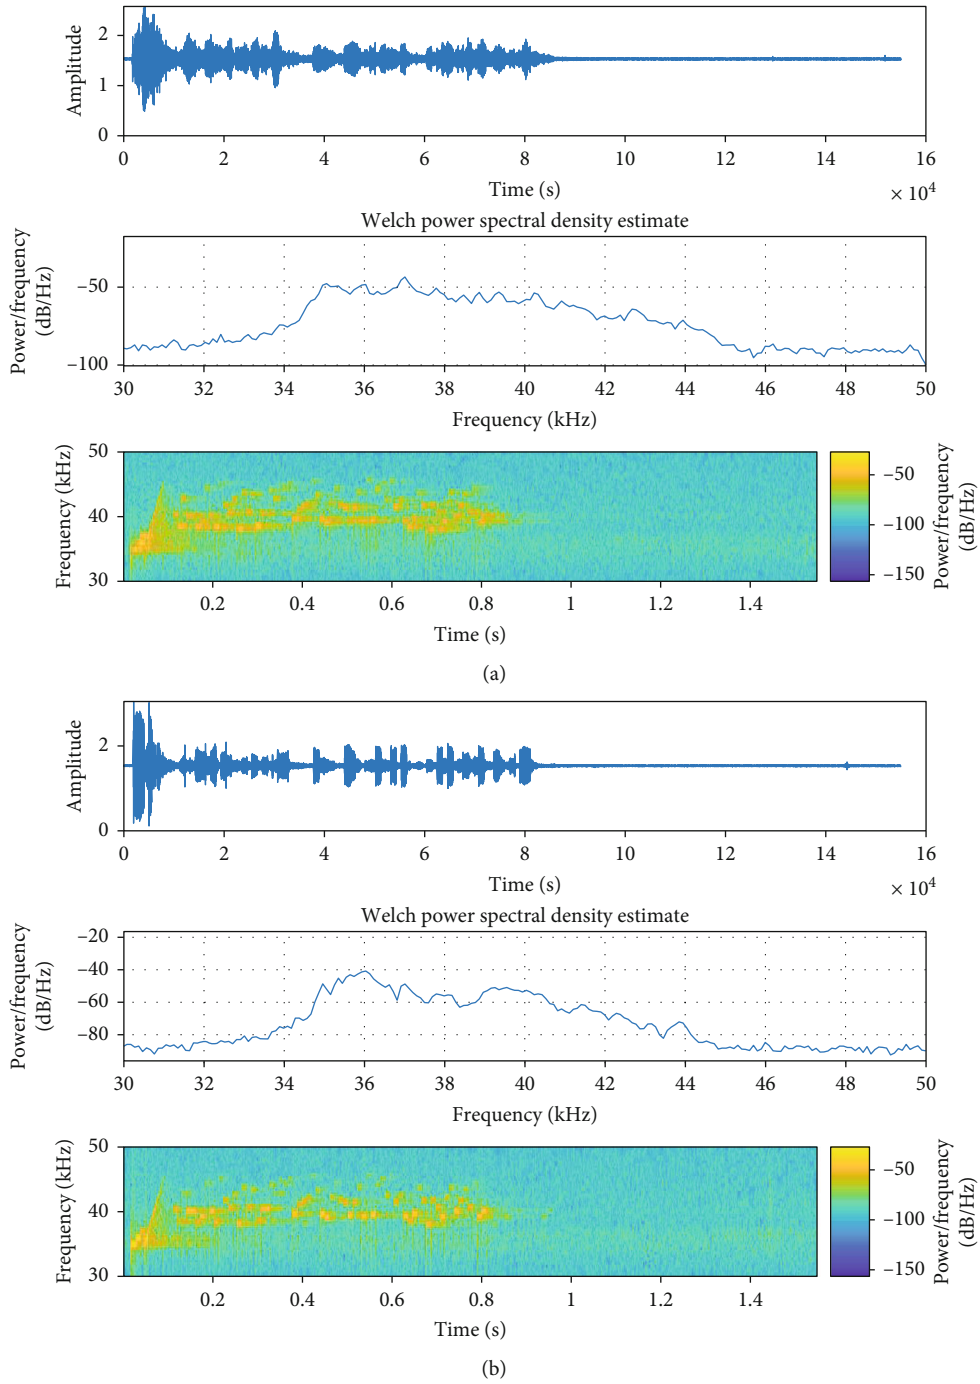 2
1
0
Amplitude
0 2 4 6 8 10 12 14 16
Time (s)
× 10⁴
Welch power spectral density estimate
−50
−100
Power/frequency
(dB/Hz)
30 32 34 36 38 40 42 44 46 48 50
Frequency (kHz)
50
40
30
Frequency (kHz)
0.2 0.4 0.6 0.8 1 1.2 1.4
Time (s)
−50
−100
−150
Power/frequency
(dB/Hz)
(a)
2
0
Amplitude
0 2 4 6 8 10 12 14 16
Time (s)
× 10⁴
Welch power spectral density estimate
−20
−40
−60
−80
Power/frequency
(dB/Hz)
30 32 34 36 38 40 42 44 46 48 50
Frequency (kHz)
50
40
30
Frequency (kHz)
0.2 0.4 0.6 0.8 1 1.2 1.4
Time (s)
−50
−100
−150
Power/frequency
(dB/Hz)
(b)